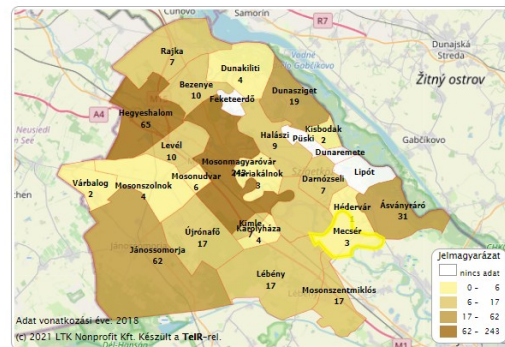 Čunovo
Šamorín
R7
Dunajská
Streda
Žitný ostrov
Vodné
Gabčíkovo
A4
Rajka
7
Dunakiliti
4
Bezenye
10
Feketeerdő
Dunasziget
19
Hegyeshalom
65
Kisbodak
2
Halászi
9
Püski
Levél
10
Dunaremete
Mosonmagyaróvár
243
Máriakálnok
3
Lipót
Várbalog
2
Mosonszolnok
4
Mosonudvar
6
Darnózseli
7
Hédervár
Ásványráró
31
Kimle
7
Károlyháza
4
Mecsér
3
Újrónafő
17
Jánossomorja
62
Lébény
17
Mosonszentmiklós
17
M1
Jelmagyarázat
nincs adat
0 - 6
6 - 17
17 - 62
62 - 243
Adat vonatkozási éve: 2018
(c) 2021 LTK Nonprofit Kft. Készült a TeIR-rel.